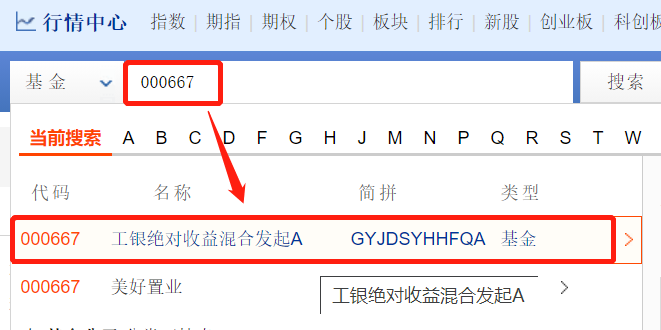 行情中心 指数 期指 期权 个股 板块 排行 新股 创业板 科创板
基金 000667 搜索
当前搜索 A B C D F G H J M N P Q R S T W
代码 名称 简拼 类型
000667 工银绝对收益混合发起A GYJDSYHHFQA 基金
000667 美好置业
工银绝对收益混合发起A